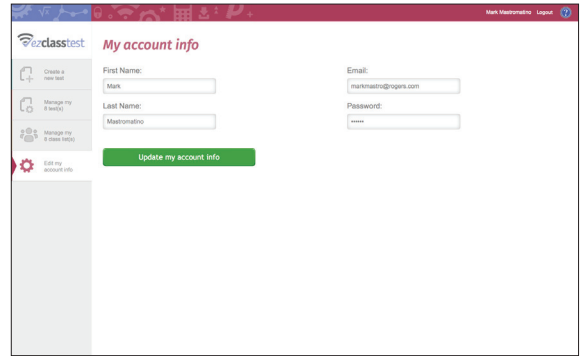 Mark Mastromatino Logout ?
ezclasstest
My account info
Create a
new test
Manage my
8 test(s)
Manage my
6 class list(s)
Edit my
account info
First Name:
Mark
Email:
markmastro@rogers.com
Last Name:
Mastromatino
Password:
••••••
Update my account info